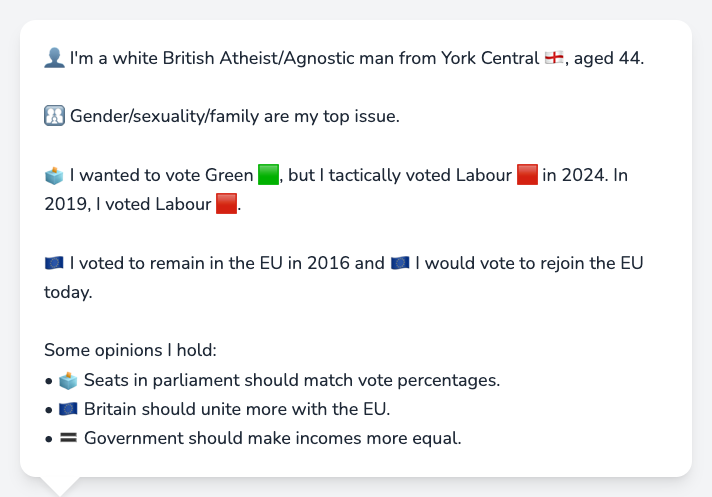 👤 I'm a white British Atheist/Agnostic man from York Central 🏴󠁧󠁢󠁥󠁮󠁧󠁿, aged 44.
🚻 Gender/sexuality/family are my top issue.
🗳️ I wanted to vote Green 🟩, but I tactically voted Labour 🟥 in 2024. In
2019, I voted Labour 🟥.
🇪🇺 I voted to remain in the EU in 2016 and 🇪🇺 I would vote to rejoin the EU
today.
Some opinions I hold:
• 🗳️ Seats in parliament should match vote percentages.
• 🇪🇺 Britain should unite more with the EU.
• 🟰 Government should make incomes more equal.